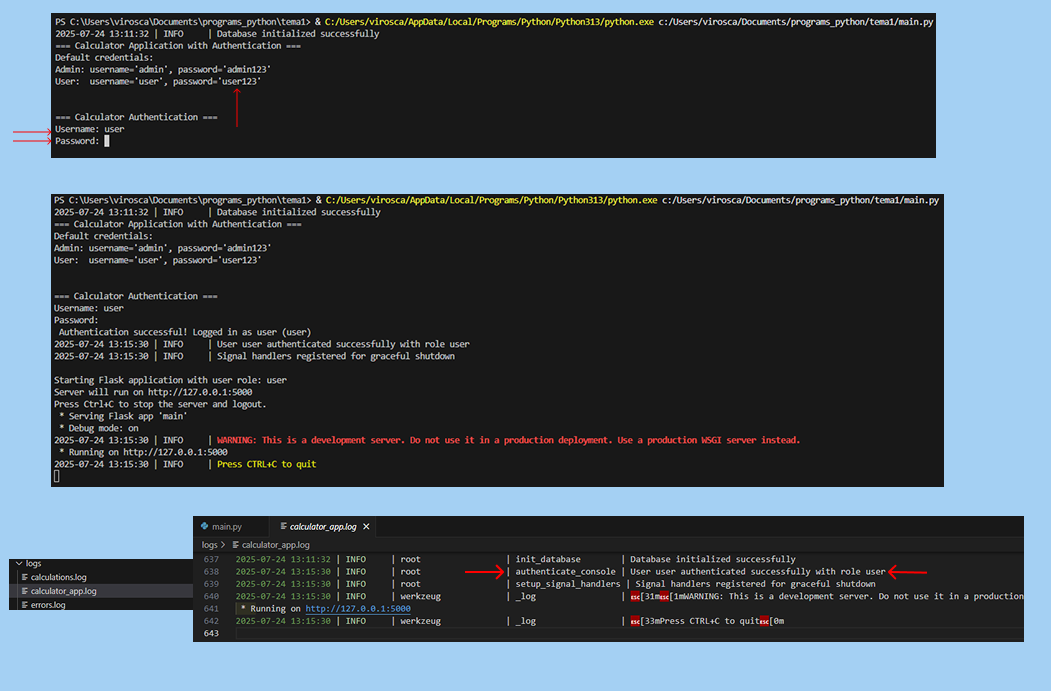 PS C:\Users\virosca\Documents\programs_python\tema1> & C:/Users/virosca/AppData/Local/Programs/Python/Python313/python.exe c:/Users/virosca/Documents/programs_python/tema1/main.py
2025-07-24 13:11:32 | INFO     | Database initialized successfully
=== Calculator Application with Authentication ===
Default credentials:
Admin: username='admin', password='admin123'
User:  username='user', password='user123'
=== Calculator Authentication ===
Username: user
Password:
PS C:\Users\virosca\Documents\programs_python\tema1> & C:/Users/virosca/AppData/Local/Programs/Python/Python313/python.exe c:/Users/virosca/Documents/programs_python/tema1/main.py
2025-07-24 13:11:32 | INFO     | Database initialized successfully
=== Calculator Application with Authentication ===
Default credentials:
Admin: username='admin', password='admin123'
User:  username='user', password='user123'
=== Calculator Authentication ===
Username: user
Password:
Authentication successful! Logged in as user (user)
2025-07-24 13:15:30 | INFO     | User user authenticated successfully with role user
2025-07-24 13:15:30 | INFO     | Signal handlers registered for graceful shutdown
Starting Flask application with user role: user
Server will run on http://127.0.0.1:5000
Press Ctrl+C to stop the server and logout.
* Serving Flask app 'main'
* Debug mode: on
2025-07-24 13:15:30 | INFO     | WARNING: This is a development server. Do not use it in a production deployment. Use a production WSGI server instead.
* Running on http://127.0.0.1:5000
2025-07-24 13:15:30 | INFO     | Press CTRL+C to quit
logs
calculations.log
calculator_app.log
errors.log
main.py calculator_app.log
logs > calculator_app.log
637 2025-07-24 13:11:32 | INFO | root | init_database | Database initialized successfully
638 2025-07-24 13:15:30 | INFO | root | authenticate_console | User user authenticated successfully with role user
639 2025-07-24 13:15:30 | INFO | root | setup_signal_handlers | Signal handlers registered for graceful shutdown
640 2025-07-24 13:15:30 | INFO | werkzeug | _log | ESC[31mESC[1mWARNING: This is a development server. Do not use it in a production
641 * Running on http://127.0.0.1:5000
642 2025-07-24 13:15:30 | INFO | werkzeug | _log | ESC[33mPress CTRL+C to quitESC[0m
643